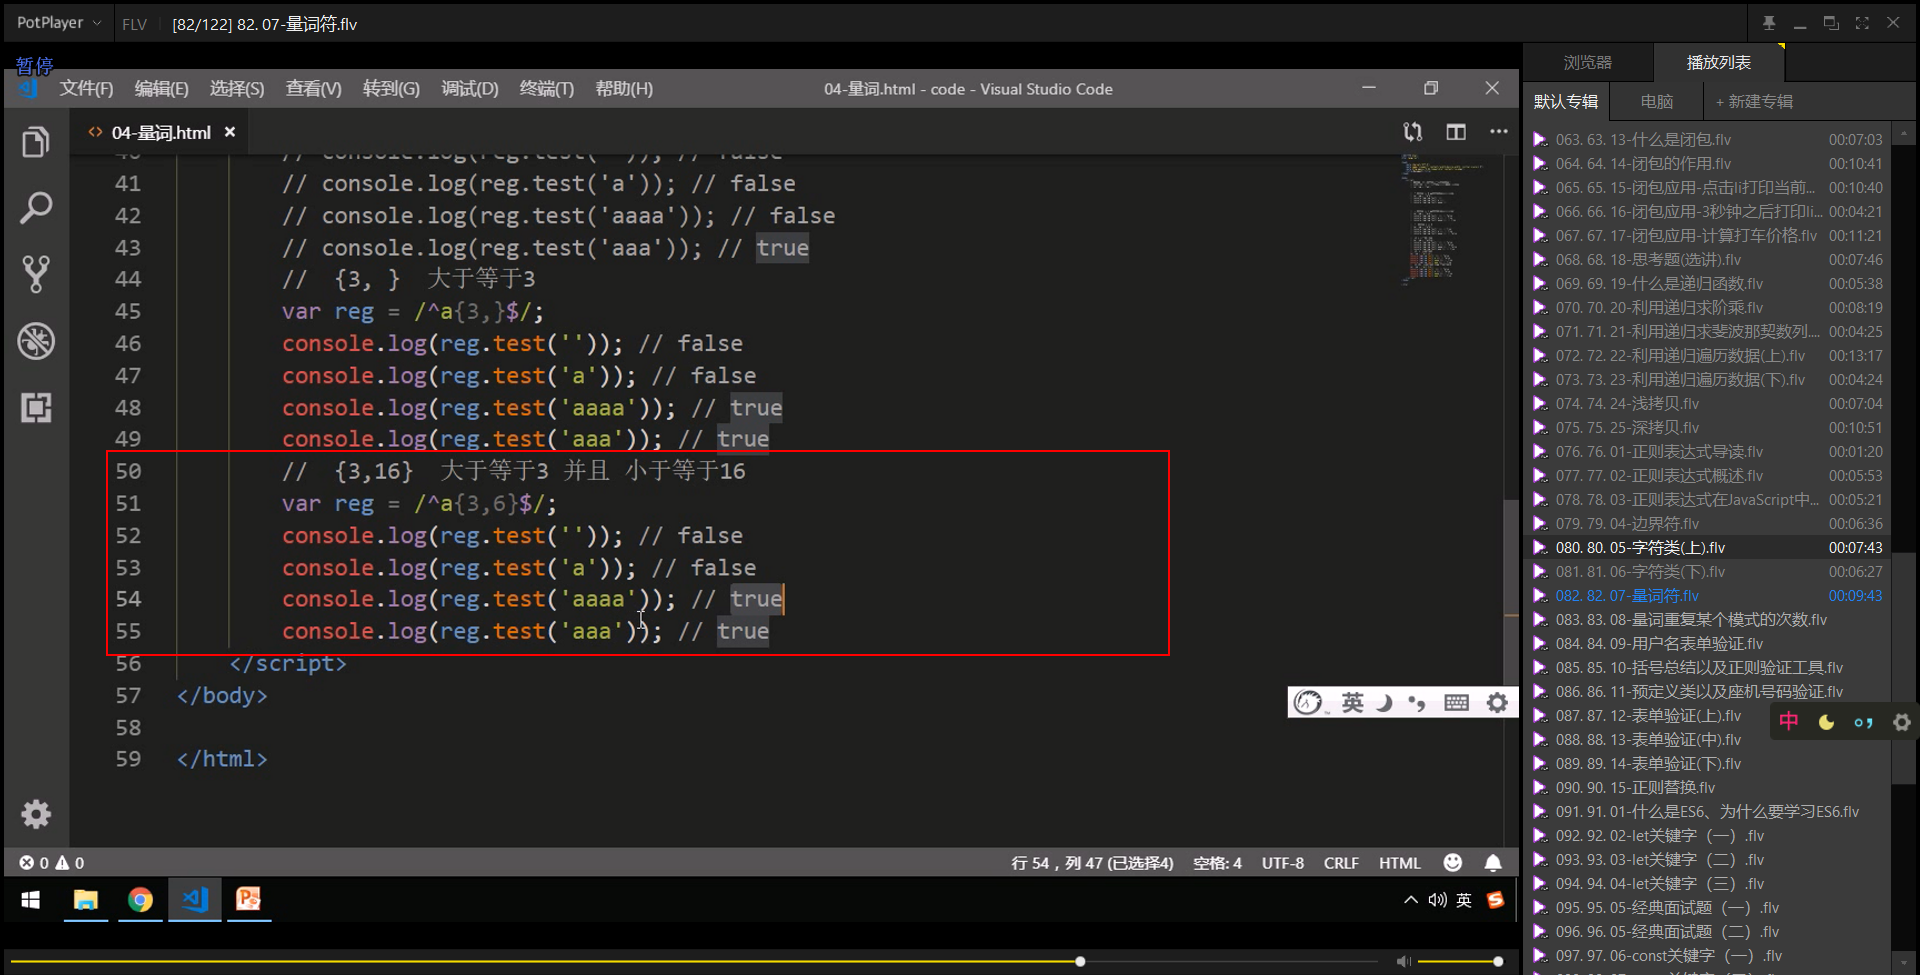 PotPlayer FLV [82/122] 82. 07-量词符.flv
暂停
文件(F) 编辑(E) 选择(S) 查看(V) 转到(G) 调试(D) 终端(T) 帮助(H) 04-量词.html - code - Visual Studio Code
<> 04-量词.html ×
41 // console.log(reg.test('a')); // false
42 // console.log(reg.test('aaaa')); // false
43 // console.log(reg.test('aaa')); // true
44 // {3, } 大于等于3
45 var reg = /^a{3,}$/;
46 console.log(reg.test('')); // false
47 console.log(reg.test('a')); // false
48 console.log(reg.test('aaaa')); // true
49 console.log(reg.test('aaa')); // true
50 // {3,16} 大于等于3 并且 小于等于16
51 var reg = /^a{3,6}$/;
52 console.log(reg.test('')); // false
53 console.log(reg.test('a')); // false
54 console.log(reg.test('aaaa')); // true
55 console.log(reg.test('aaa')); // true
56 </script>
57 </body>
58
59 </html>
英
0 0 行 54，列 47 (已选择4) 空格: 4 UTF-8 CRLF HTML
英
浏览器 播放列表
默认专辑 电脑 + 新建专辑
063. 63. 13-什么是闭包.flv 00:07:03
064. 64. 14-闭包的作用.flv 00:10:41
065. 65. 15-闭包应用-点击li打印当前... 00:10:40
066. 66. 16-闭包应用-3秒钟之后打印li... 00:04:21
067. 67. 17-闭包应用-计算打车价格.flv 00:11:21
068. 68. 18-思考题(选讲).flv 00:07:46
069. 69. 19-什么是递归函数.flv 00:05:38
070. 70. 20-利用递归求阶乘.flv 00:08:19
071. 71. 21-利用递归求斐波那契数列.... 00:04:25
072. 72. 22-利用递归遍历数据(上).flv 00:13:17
073. 73. 23-利用递归遍历数据(下).flv 00:04:24
074. 74. 24-浅拷贝.flv 00:07:04
075. 75. 25-深拷贝.flv 00:10:51
076. 76. 01-正则表达式导读.flv 00:01:20
077. 77. 02-正则表达式概述.flv 00:05:53
078. 78. 03-正则表达式在JavaScript中... 00:05:21
079. 79. 04-边界符.flv 00:06:36
080. 80. 05-字符类(上).flv 00:07:43
081. 81. 06-字符类(下).flv 00:06:27
082. 82. 07-量词符.flv 00:09:43
083. 83. 08-量词重复某个模式的次数.flv
084. 84. 09-用户名表单验证.flv
085. 85. 10-括号总结以及正则验证工具.flv
086. 86. 11-预定义类以及座机号码验证.flv
087. 87. 12-表单验证(上).flv
中
088. 88. 13-表单验证(中).flv
089. 89. 14-表单验证(下).flv
090. 90. 15-正则替换.flv
091. 91. 01-什么是ES6、为什么要学习ES6.flv
092. 92. 02-let关键字（一）.flv
093. 93. 03-let关键字（二）.flv
094. 94. 04-let关键字（三）.flv
095. 95. 05-经典面试题（一）.flv
096. 96. 05-经典面试题（二）.flv
097. 97. 06-const关键字（一）.flv